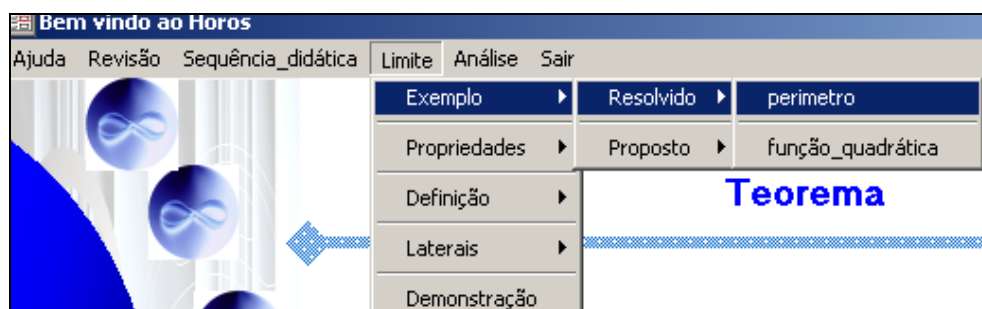 Bem vindo ao Horos
Ajuda Revisão Sequência_didática Limite Análise Sair
Exemplo Resolvido perimetro
Propriedades Proposto função_quadrática
Definição Teorema
Laterais
Demonstração